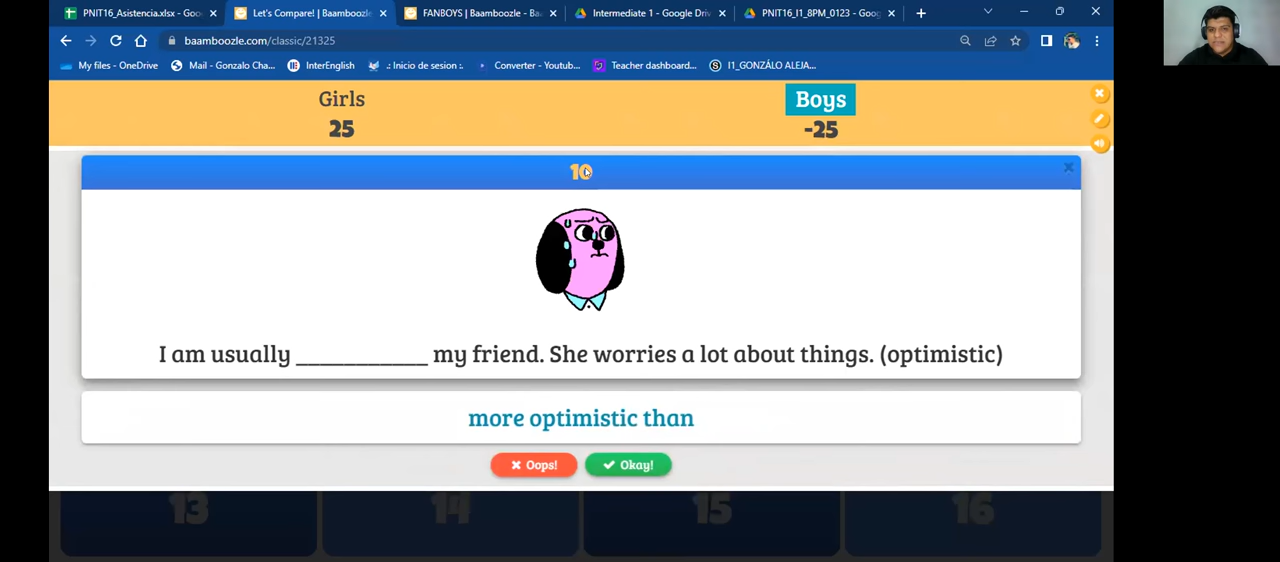 PNIT16_Asistencia.xlsx - Goo
Let's Compare! | Baamboozle
FANBOYS | Baamboozle - Ba
Intermediate 1 - Google Driv
PNIT16_I1_8PM_0123 - Goog
baamboozle.com/classic/21325
My files - OneDrive
Mail - Gonzalo Cha...
InterEnglish
.: Inicio de sesion :.
Converter - Youtub...
Teacher dashboard...
I1_GONZÁLO ALEJA...
Girls
25
Boys
-25
10
I am usually ___________ my friend. She worries a lot about things. (optimistic)
more optimistic than
Oops!
Okay!
13
14
15
16